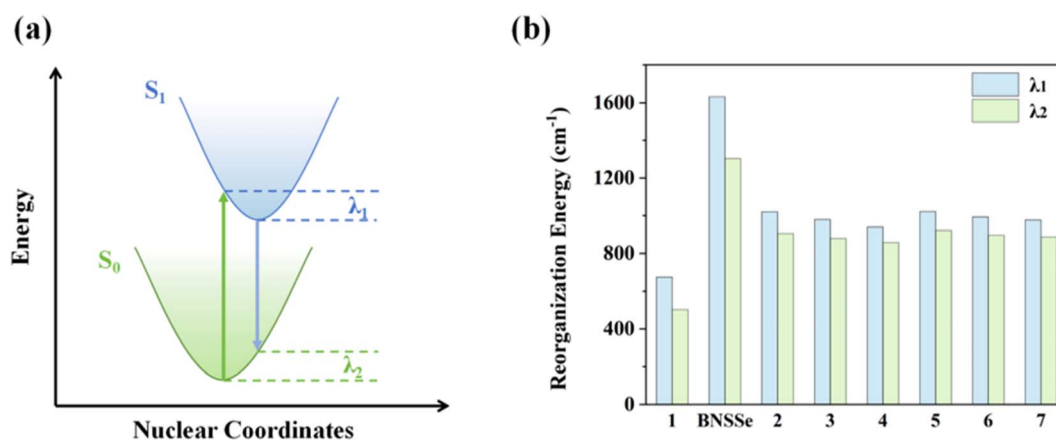 (a)
S₁
λ₁
S₀
λ₂
Energy
Nuclear Coordinates
(b)
Reorganization Energy (cm⁻¹)
1600
1200
800
400
0
λ1
λ2
1 BNSSe 2 3 4 5 6 7